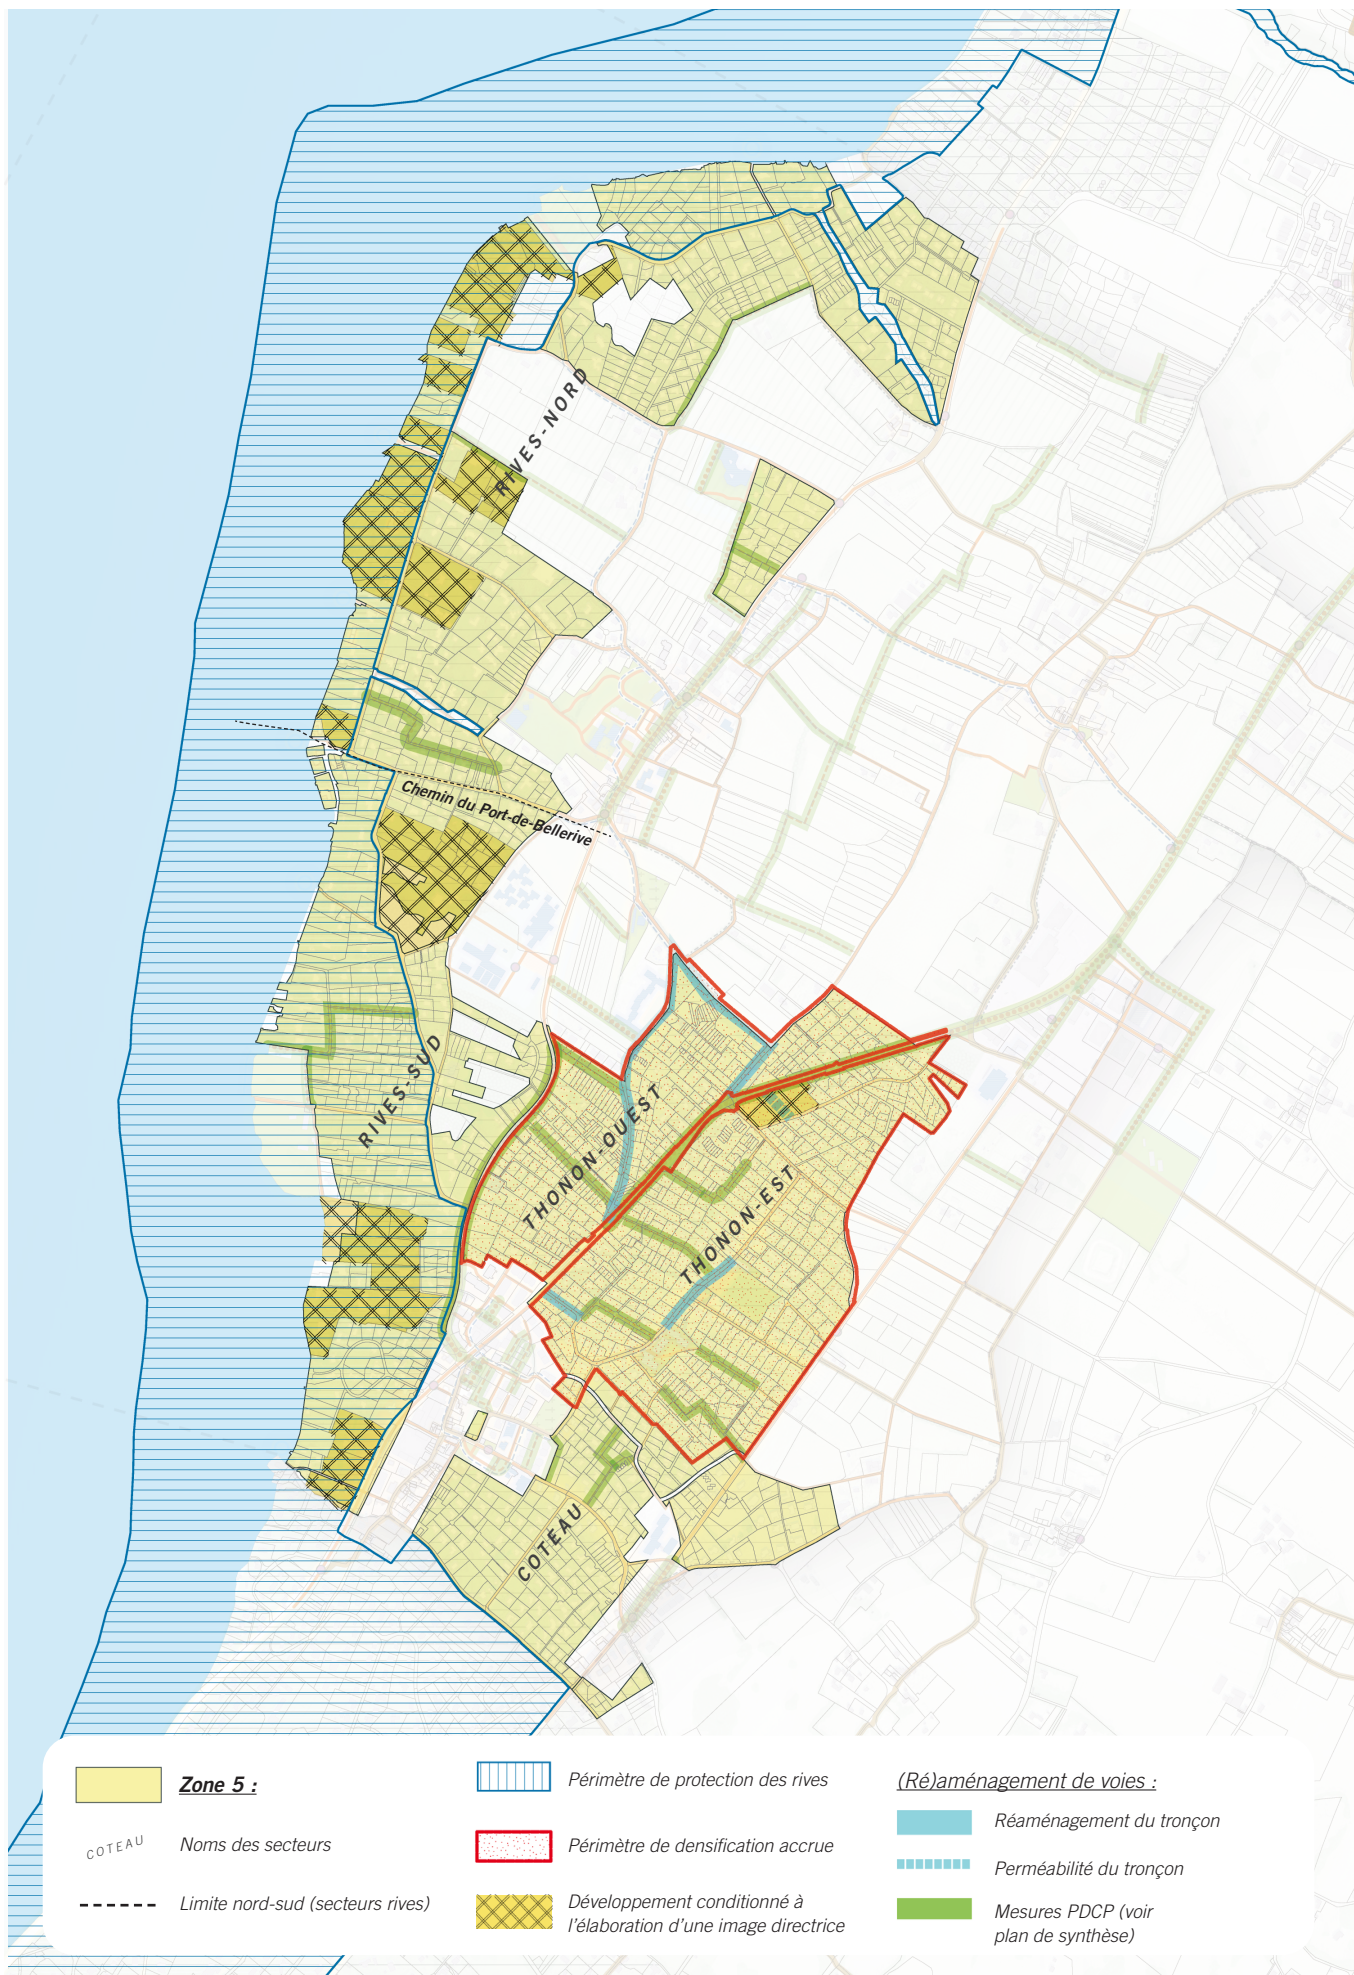 RIVES-NORD
Chemin du Port-de-Bellerive
RIVES-SUD
THONON-OUEST
THONON-EST
COTEAU
Zone 5 :
COTEAU
Noms des secteurs
Limite nord-sud (secteurs rives)
Périmètre de protection des rives
Périmètre de densification accrue
Développement conditionné à
l'élaboration d'une image directrice
(Ré)aménagement de voies :
Réaménagement du tronçon
Perméabilité du tronçon
Mesures PDCP (voir
plan de synthèse)